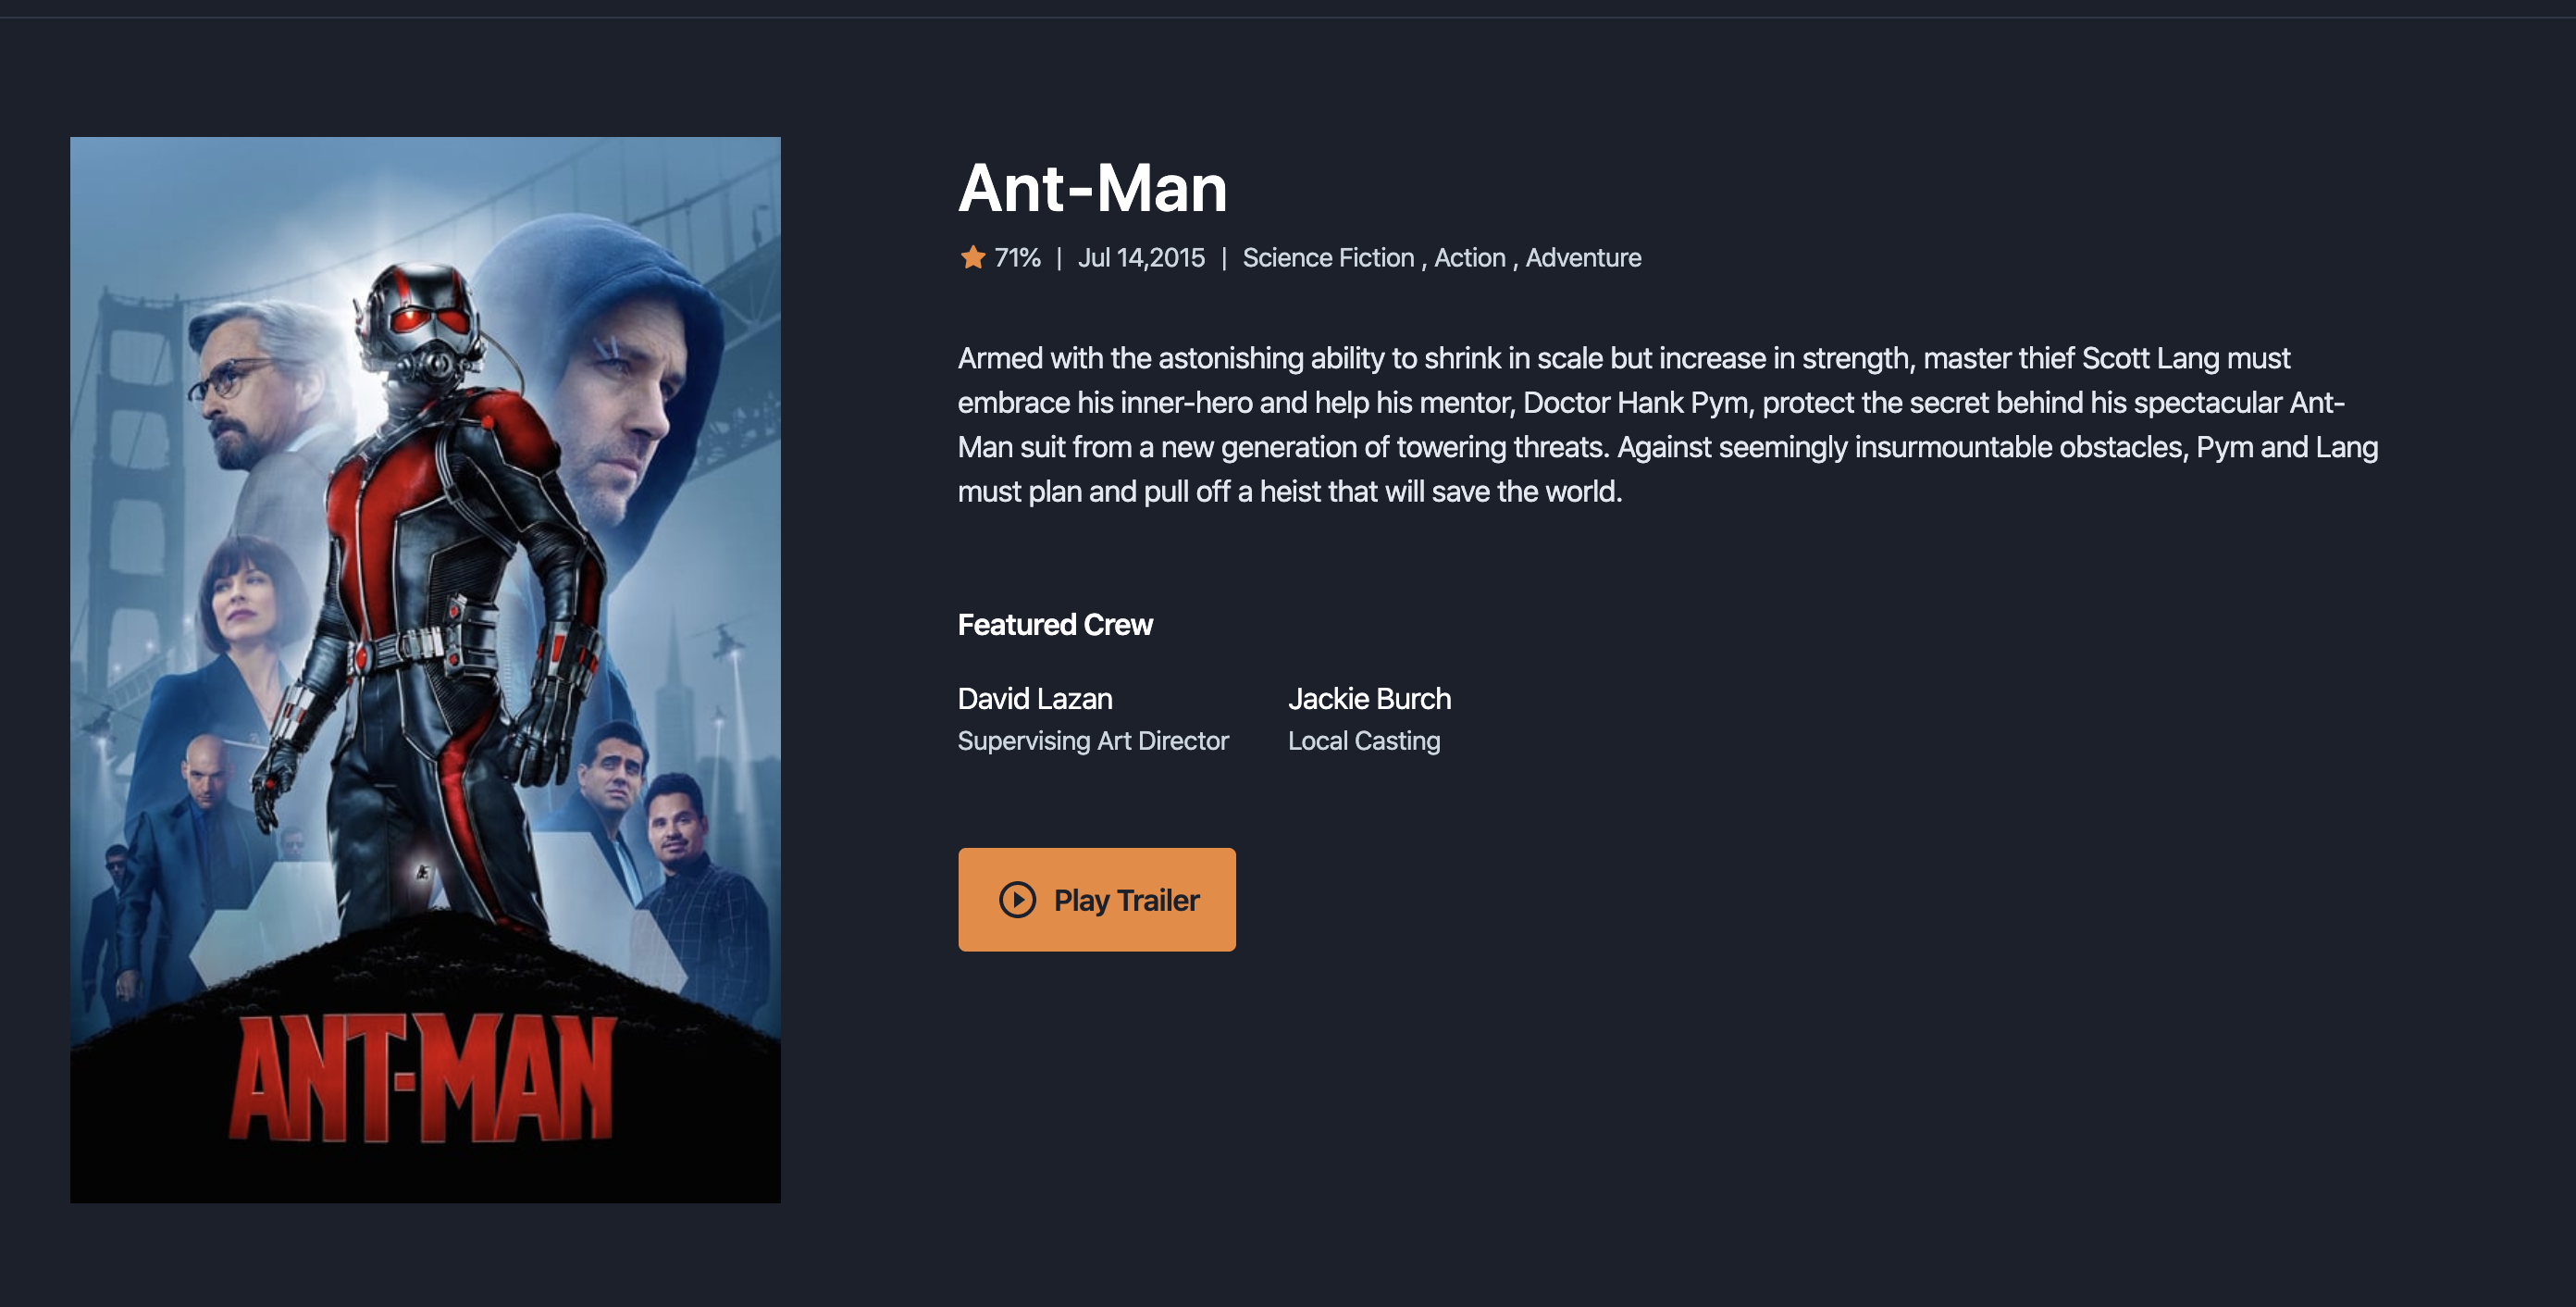 Ant-Man
71% | Jul 14,2015 | Science Fiction , Action , Adventure
Armed with the astonishing ability to shrink in scale but increase in strength, master thief Scott Lang must
embrace his inner-hero and help his mentor, Doctor Hank Pym, protect the secret behind his spectacular Ant-
Man suit from a new generation of towering threats. Against seemingly insurmountable obstacles, Pym and Lang
must plan and pull off a heist that will save the world.
Featured Crew
David Lazan
Supervising Art Director
Jackie Burch
Local Casting
Play Trailer
ANT-MAN